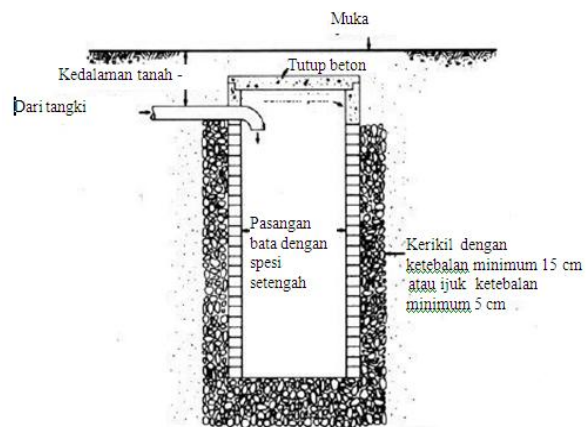 Muka
Tutup beton
Kedalaman tanah -
Dari tangki
Pasangan
bata dengan
spesi
setengah
Kerikil dengan
ketebalan minimum 15 cm
atau ijuk ketebalan
minimum 5 cm